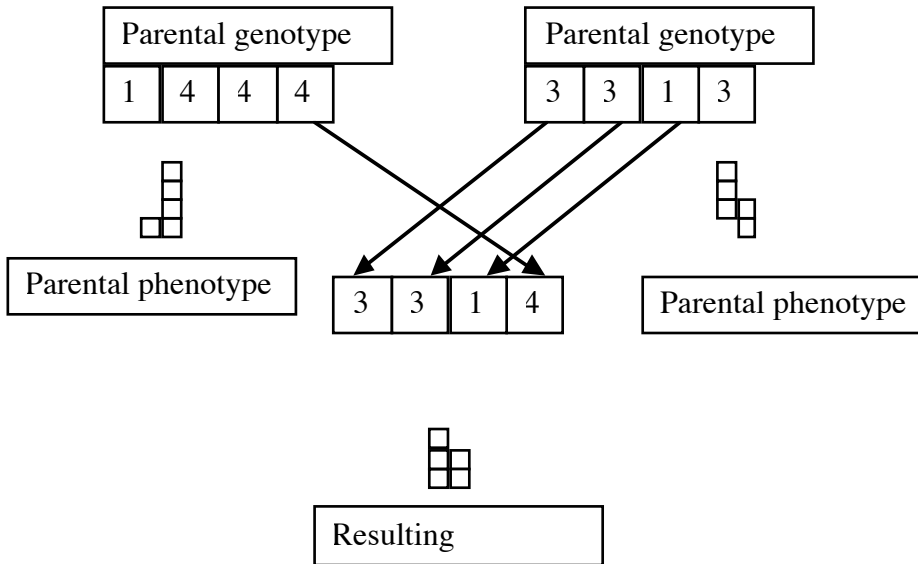 Parental genotype
Parental genotype
1 4 4 4
3 3 1 3
Parental phenotype
3 3 1 4
Parental phenotype
Resulting